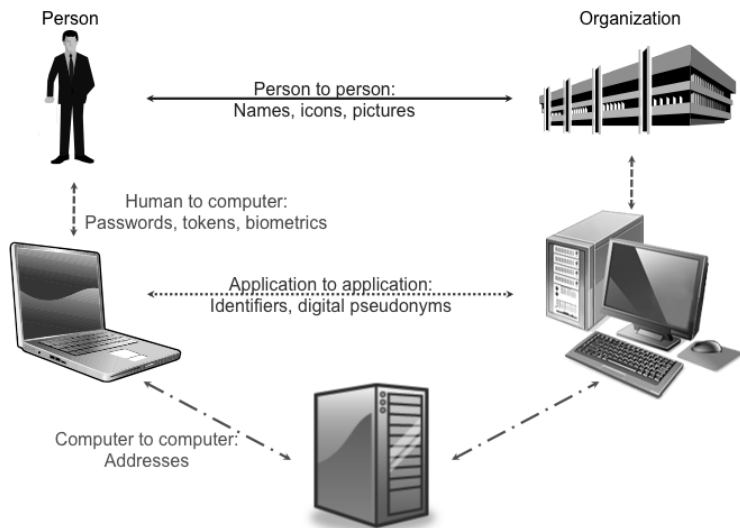 Person
Organization
Person to person:
Names, icons, pictures
Human to computer:
Passwords, tokens, biometrics
Application to application:
Identifiers, digital pseudonyms
Computer to computer:
Addresses